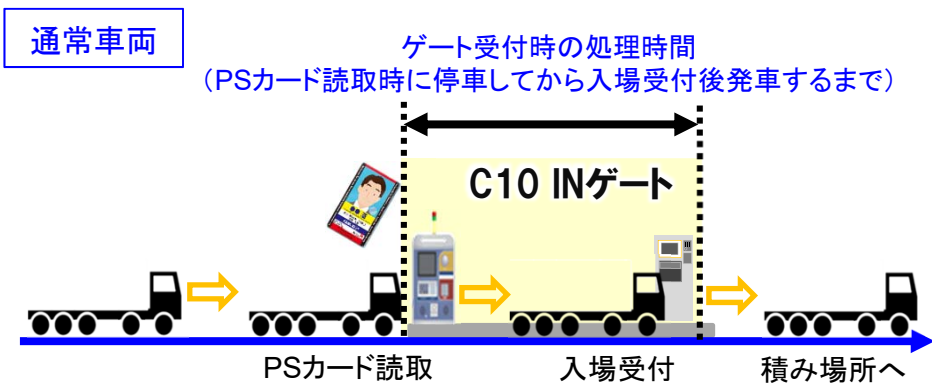 通常車両
ゲート受付時の処理時間
（PSカード読取時に停車してから入場受付後発車するまで）
C10 INゲート
PSカード読取
入場受付
積み場所へ